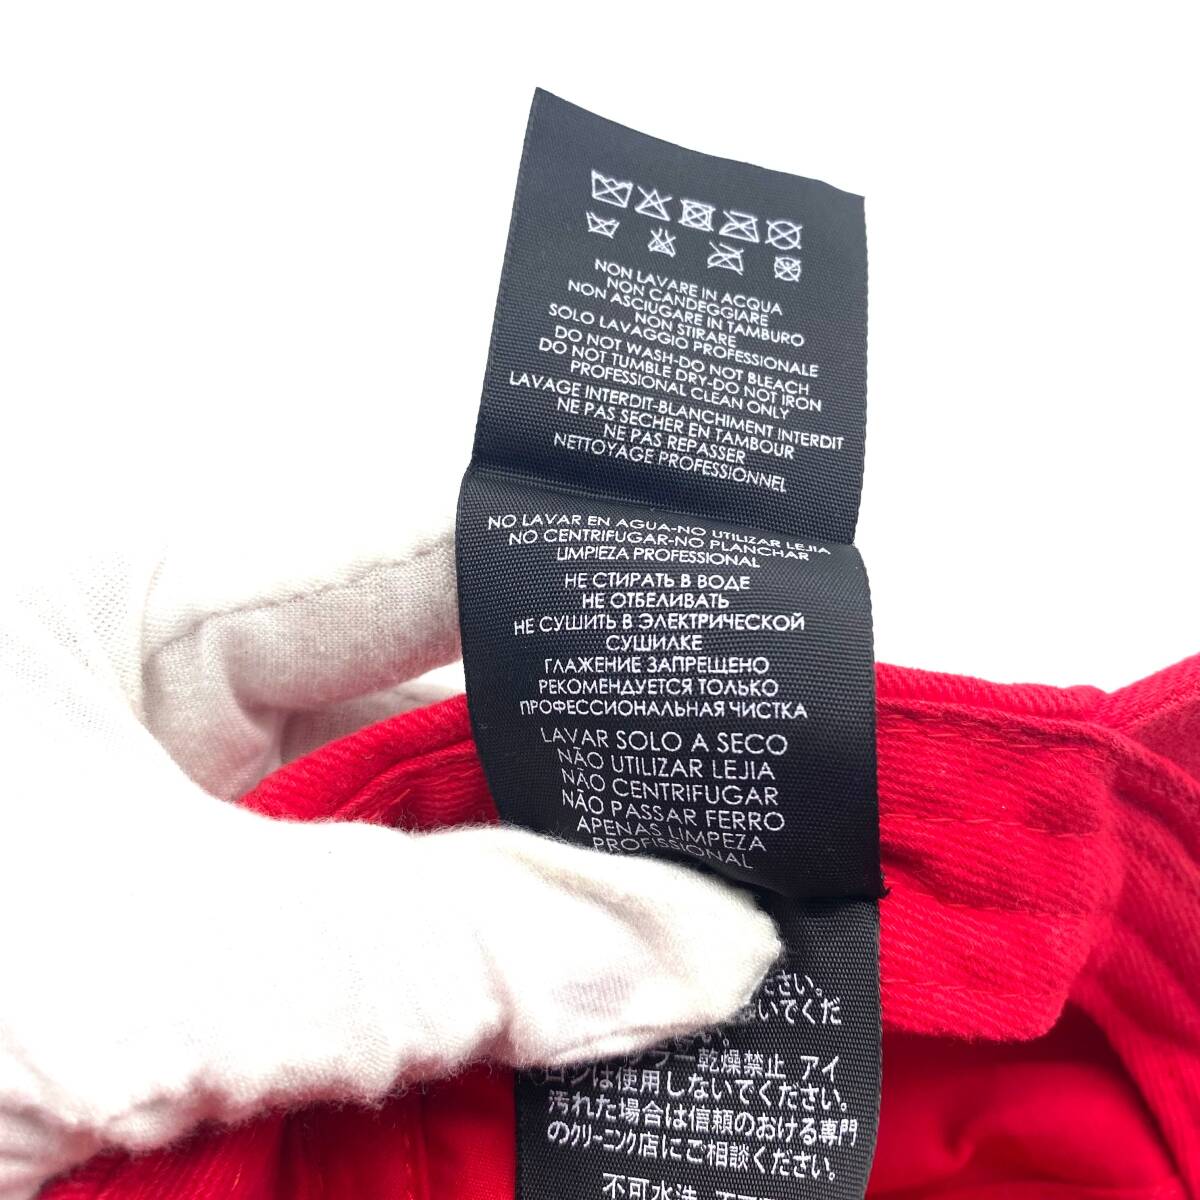 NON LAVARE IN ACQUA
NON CANDEGGIARE
NON ASCIUGARE IN TAMBURO
NON STIRARE
SOLO LAVAGGIO PROFESSIONALE
DO NOT WASH-DO NOT BLEACH
DO NOT TUMBLE DRY-DO NOT IRON
PROFESSIONAL CLEAN ONLY
LAVAGE INTERDIT-BLANCHIMENT INTERDIT
NE PAS SECHER EN TAMBOUR
NE PAS REPASSER
NETTOYAGE PROFESSIONNEL
NO LAVAR EN AGUA-NO UTILIZAR LEJIA
NO CENTRIFUGAR-NO PLANCHAR
LIMPIEZA PROFESSIONAL
НЕ СТИРАТЬ В ВОДЕ
НЕ ОТБЕЛИВАТЬ
НЕ СУШИТЬ В ЭЛЕКТРИЧЕСКОЙ
СУШИЛКЕ
ГЛАЖЕНИЕ ЗАПРЕЩЕНО
РЕКОМЕНДУЕТСЯ ТОЛЬКО
ПРОФЕССИОНАЛЬНАЯ ЧИСТКА
LAVAR SOLO A SECO
NÃO UTILIZAR LEJIA
NÃO CENTRIFUGAR
NÃO PASSAR FERRO
APENAS LIMPEZA
PROFISSIONAL
ださい。
いでくだ
さい。
乾燥禁止 アイ
ロンは使用しないでください。
汚れた場合は信頼のおける専門
のクリーニング店にご相談ください。
不可水洗